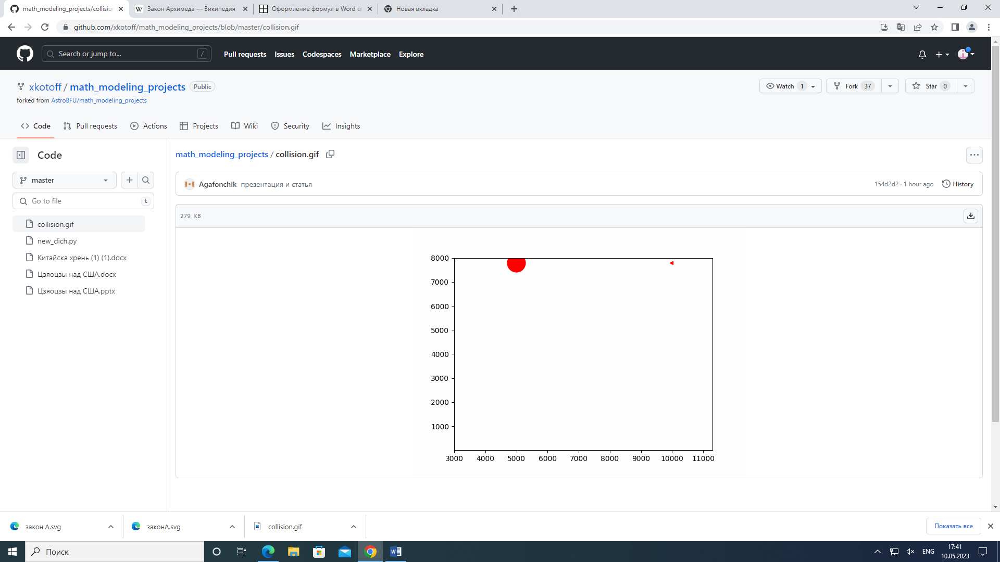 math_modeling_projects/collision
Закон Архимеда — Википедия
Оформление формул в Word он
Новая вкладка
github.com/xkotoff/math_modeling_projects/blob/master/collision.gif
Search or jump to...
/
Pull requests
Issues
Codespaces
Marketplace
Explore
xkotoff / math_modeling_projects
Public
forked from AstroBFU/math_modeling_projects
Watch 1
Fork 37
Star 0
Code
Pull requests
Actions
Projects
Wiki
Security
Insights
Code
master
Go to file
t
collision.gif
new_dich.py
Китайска хрень (1) (1).docx
Цзяоцзы над США.docx
Цзяоцзы над США.pptx
math_modeling_projects / collision.gif
Agafonchik презентация и статья
154d2d2 · 1 hour ago
History
279 KB
8000
7000
6000
5000
4000
3000
2000
1000
3000 4000 5000 6000 7000 8000 9000 10000 11000
закон А.svg
законА.svg
collision.gif
Показать все
Поиск
ENG
17:41
10.05.2023